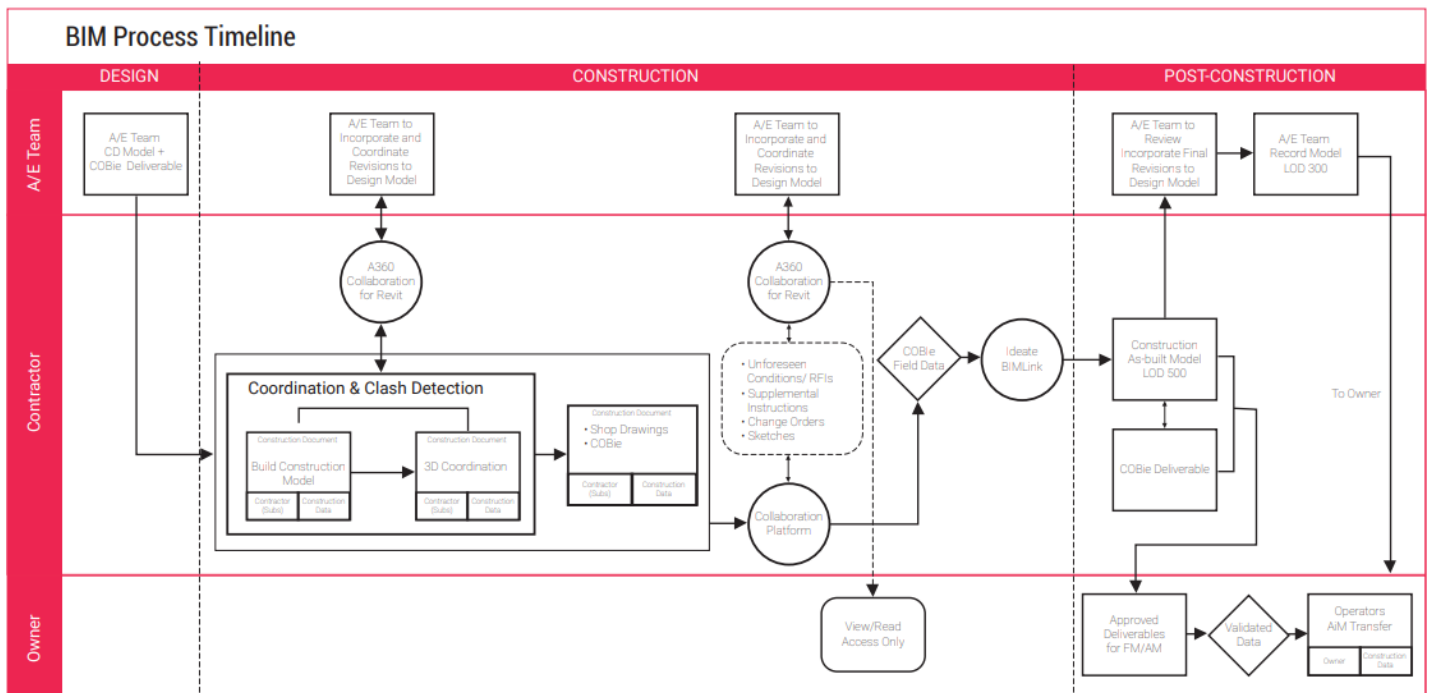 BIM Process Timeline
DESIGN
CONSTRUCTION
POST-CONSTRUCTION
A/E Team
A/E Team
CD Model +
COBie Deliverable
A/E Team to
Incorporate and
Coordinate
Revisions to
Design Model
A/E Team to
Incorporate and
Coordinate
Revisions to
Design Model
A/E Team to
Review
Incorporate Final
Revisions to
Design Model
A/E Team
Record Model
LOD 300
Contractor
A360
Collaboration
for Revit
A360
Collaboration
for Revit
Coordination & Clash Detection
Construction Document
Build Construction
Model
Contractor
(Subs)
Construction
Data
Construction Document
3D Coordination
Contractor
(Subs)
Construction
Data
Construction Document
• Shop Drawings
• COBie
Contractor
(Subs)
Construction
Data
• Unforeseen
Conditions/ RFIs
• Supplemental
Instructions
• Change Orders
• Sketches
Collaboration
Platform
COBIe
Field Data
Ideate
BIMLink
Construction
As-built Model
LOD 500
COBie Deliverable
To Owner
Owner
View/Read
Access Only
Approved
Deliverables
for FM/AM
Validated
Data
Operators
AiM Transfer
Owner
Construction
Data